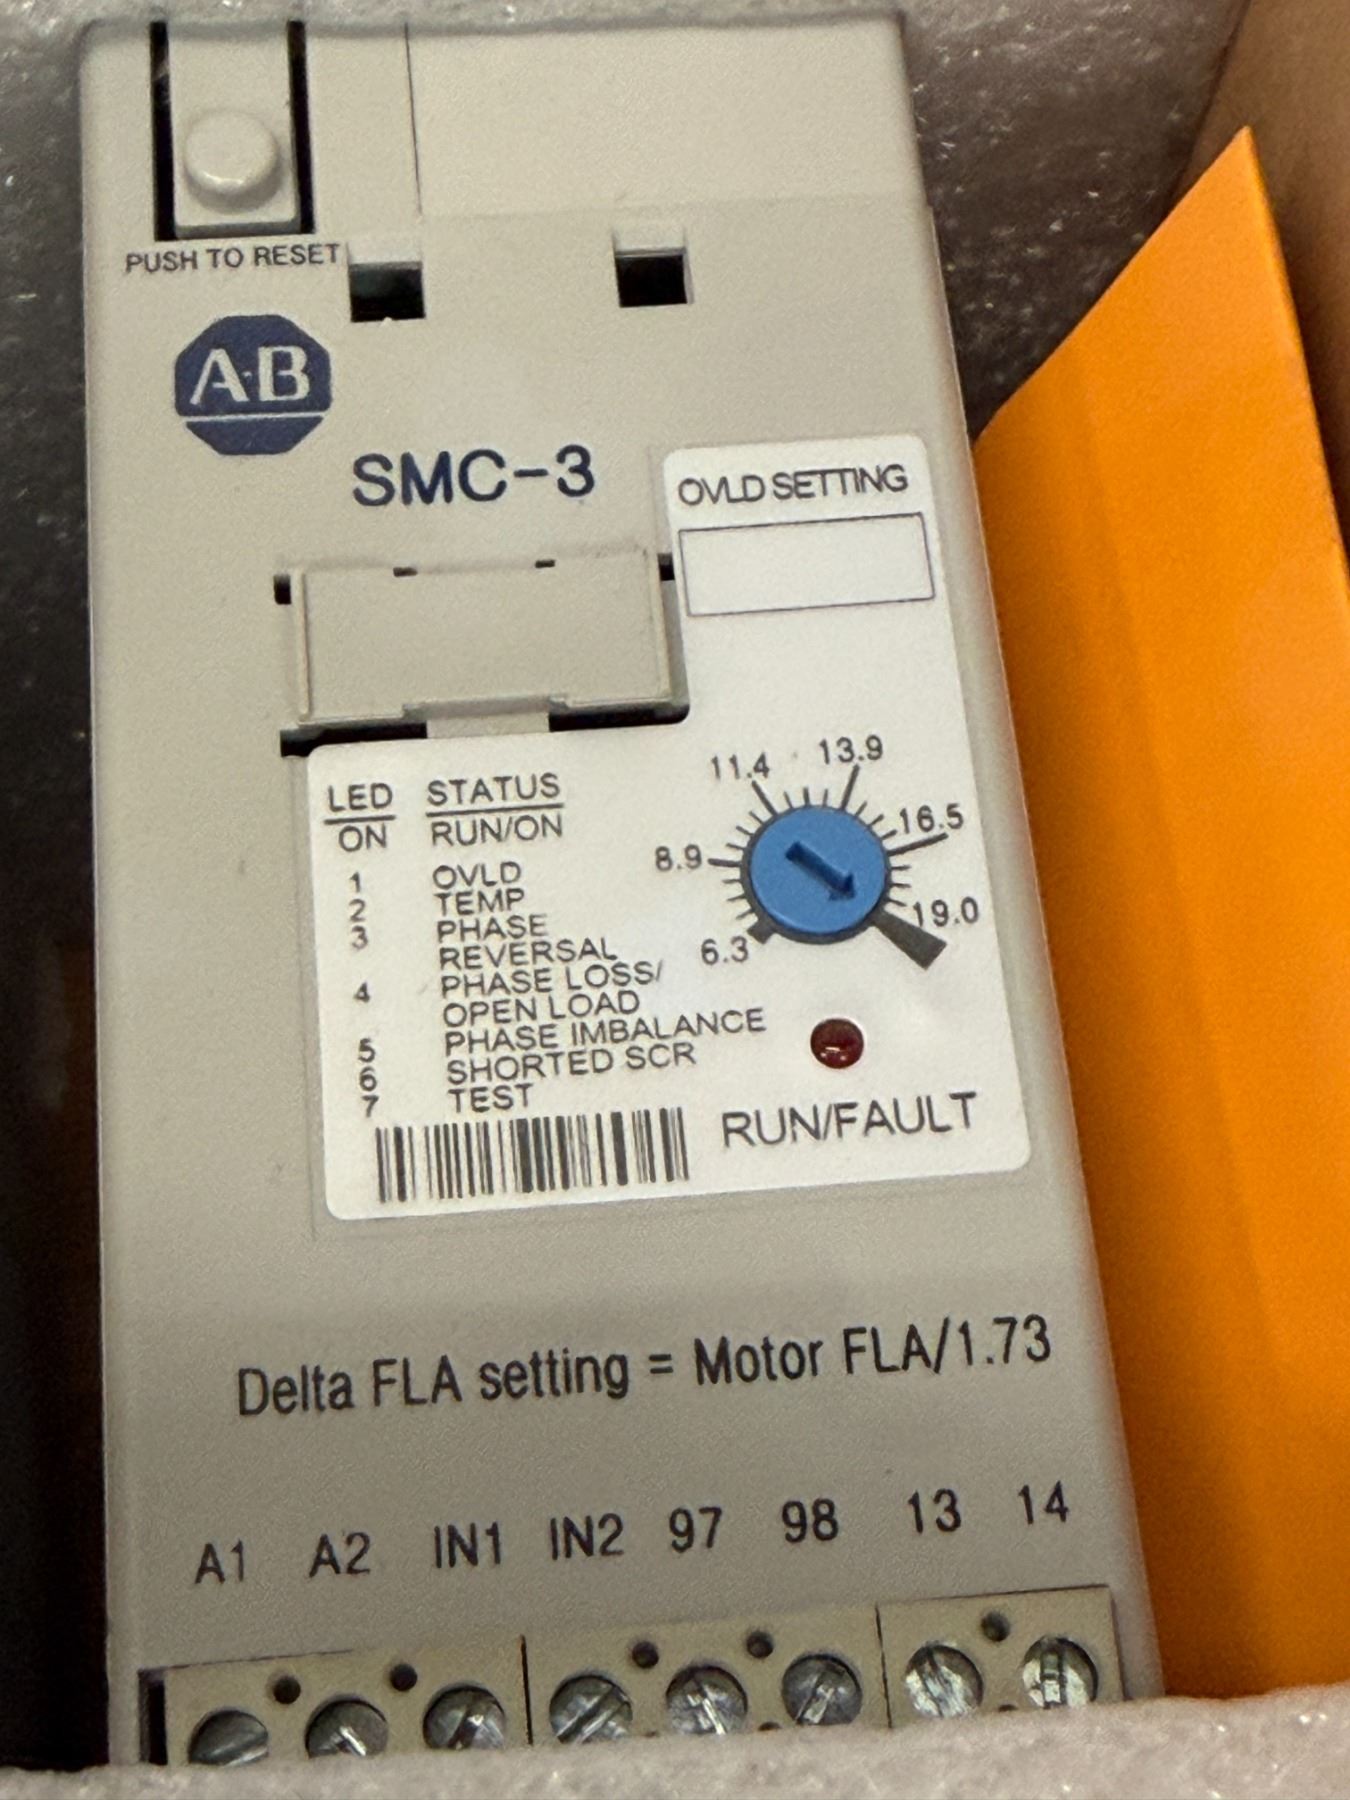 PUSH TO RESET
A-B
SMC-3
OVLD SETTING
11.4
13.9
8.9
16.5
6.3
19.0
LED STATUS
ON RUN/ON
1 OVLD
2 TEMP
3 PHASE
REVERSAL
4 PHASE LOSS/
OPEN LOAD
5 PHASE IMBALANCE
6 SHORTED SCR
7 TEST
RUN/FAULT
Delta FLA setting = Motor FLA/1.73
A1 A2 IN1 IN2 97 98 13 14